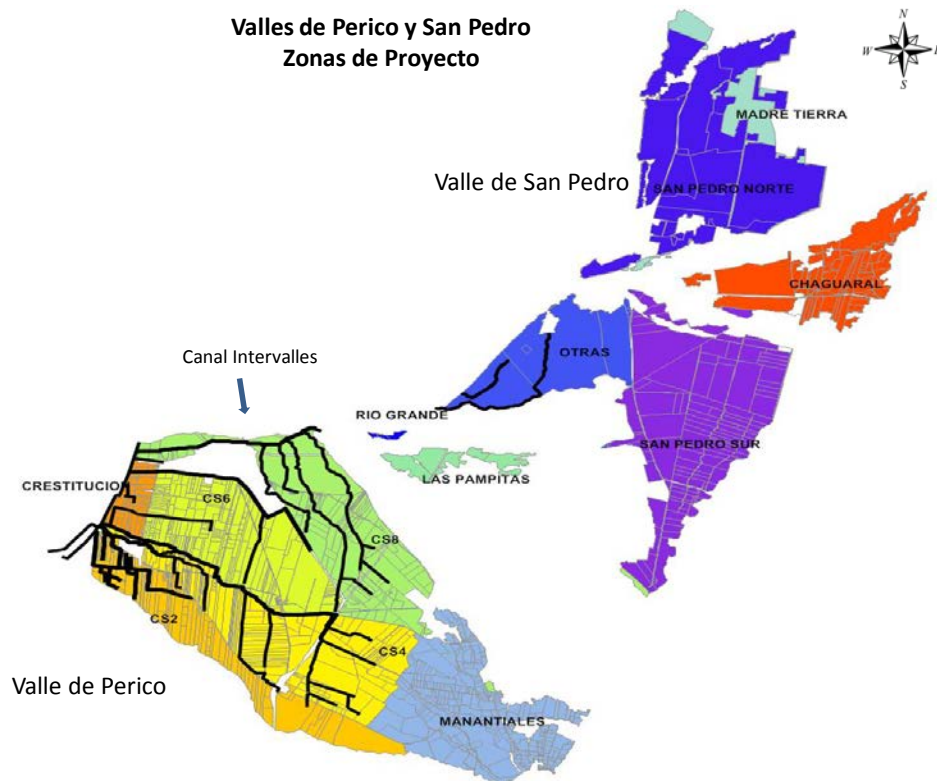 Valles de Perico y San Pedro
Zonas de Proyecto
N
W
S
MADRE TIERRA
Valle de San Pedro
SAN PEDRO NORTE
CHAGUARAL
Canal Intervalles
OTRAS
RIO GRANDE
SAN PEDRO SUR
LAS PAMPITAS
CRESTITUCION
CS6
CS8
CS2
CS4
Valle de Perico
MANANTIALES